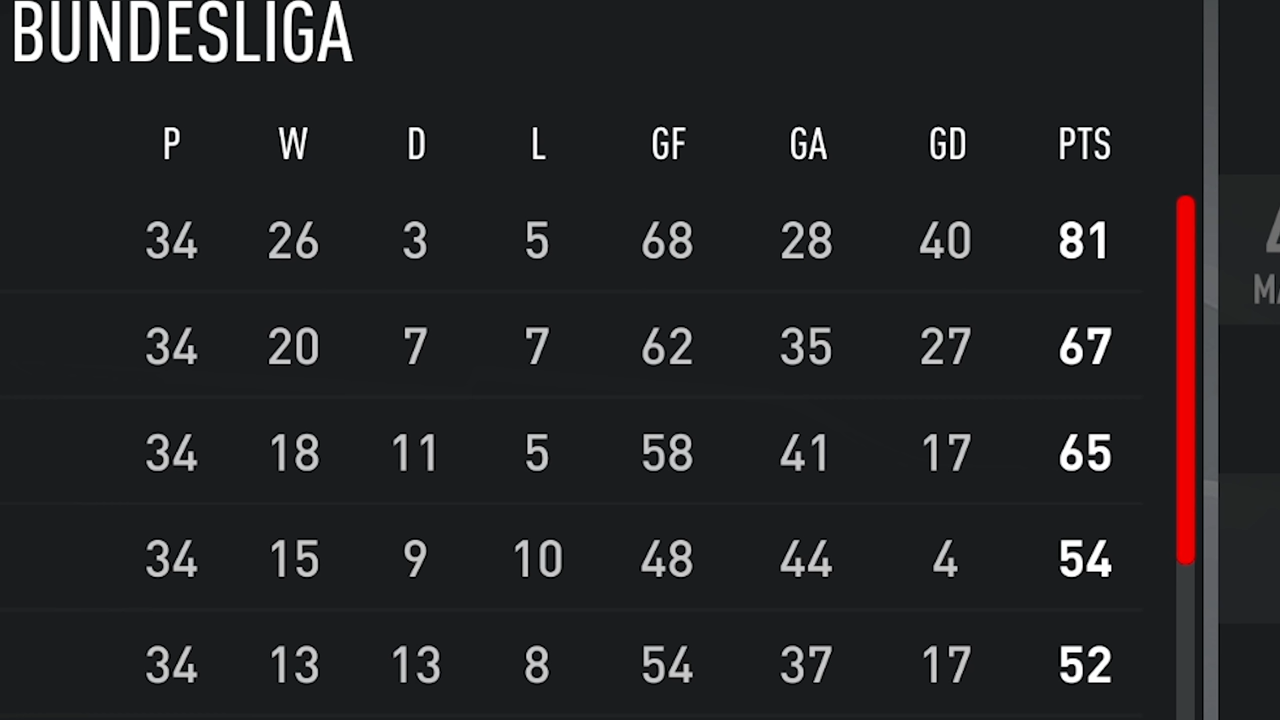 BUNDESLIGA
P W D L GF GA GD PTS
34 26 3 5 68 28 40 81
34 20 7 7 62 35 27 67
34 18 11 5 58 41 17 65
34 15 9 10 48 44 4 54
34 13 13 8 54 37 17 52